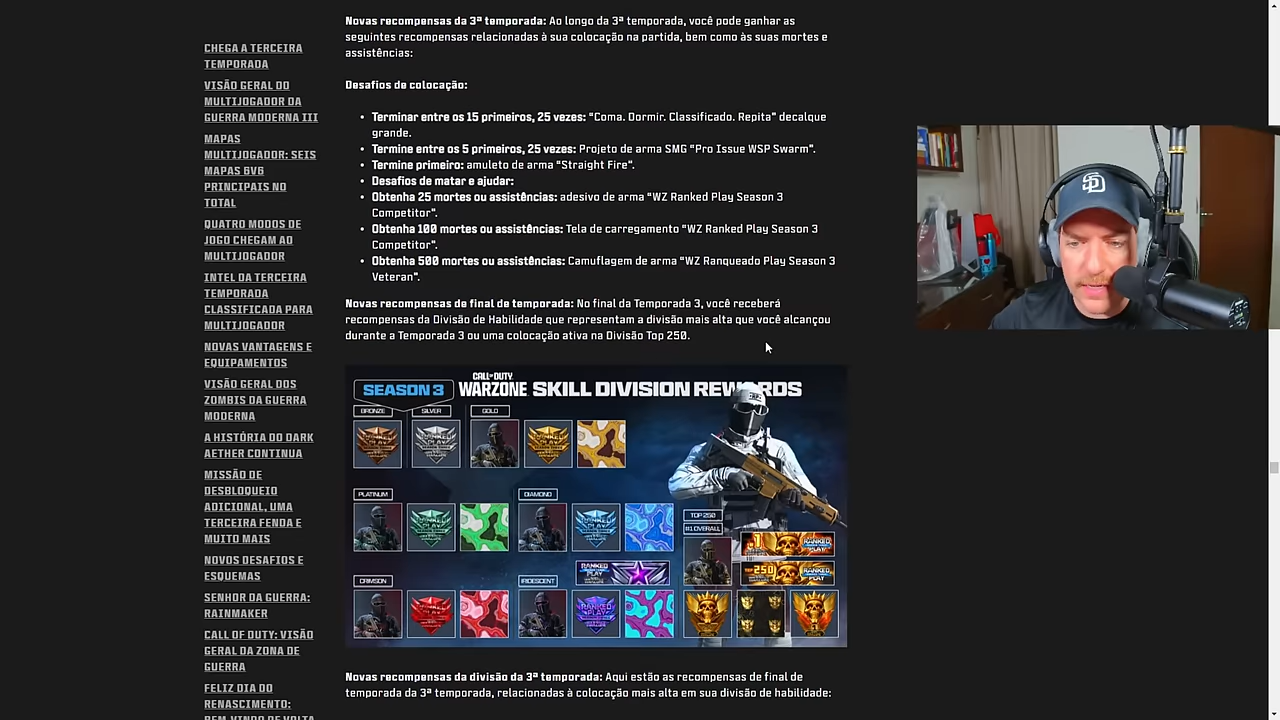 CHEGA A TERCEIRA
TEMPORADA
VISÃO GERAL DO
MULTIJOGADOR DA
GUERRA MODERNA III
MAPAS
MULTIJOGADOR: SEIS
MAPAS 6V6
PRINCIPAIS NO
TOTAL
QUATRO MODOS DE
JOGO CHEGAM AO
MULTIJOGADOR
INTEL DA TERCEIRA
TEMPORADA
CLASSIFICADA PARA
MULTIJOGADOR
NOVAS VANTAGENS E
EQUIPAMENTOS
VISÃO GERAL DOS
ZOMBIS DA GUERRA
MODERNA
A HISTÓRIA DO DARK
AETHER CONTINUA
MISSÃO DE
DESBLOQUEIO
ADICIONAL, UMA
TERCEIRA FENDA E
MUITO MAIS
NOVOS DESAFIOS E
ESQUEMAS
SENHOR DA GUERRA:
RAINMAKER
CALL OF DUTY: VISÃO
GERAL DA ZONA DE
GUERRA
FELIZ DIA DO
RENASCIMENTO:
BEM-VINDO DE VOLTA
Novas recompensas da 3ª temporada: Ao longo da 3ª temporada, você pode ganhar as
seguintes recompensas relacionadas à sua colocação na partida, bem como às suas mortes e
assistências:
Desafios de colocação:
• Terminar entre os 15 primeiros, 25 vezes: "Coma. Dormir. Classificado. Repita" decalque
grande.
• Termine entre os 5 primeiros, 25 vezes: Projeto de arma SMG "Pro Issue WSP Swarm".
• Termine primeiro: amuleto de arma "Straight Fire".
• Desafios de matar e ajudar:
• Obtenha 25 mortes ou assistências: adesivo de arma "WZ Ranked Play Season 3
Competitor".
• Obtenha 100 mortes ou assistências: Tela de carregamento "WZ Ranked Play Season 3
Competitor".
• Obtenha 500 mortes ou assistências: Camuflagem de arma "WZ Ranqueado Play Season 3
Veteran".
Novas recompensas de final de temporada: No final da Temporada 3, você receberá
recompensas da Divisão de Habilidade que representam a divisão mais alta que você alcançou
durante a Temporada 3 ou uma colocação ativa na Divisão Top 250.
SEASON 3
CALL OF DUTY
WARZONE SKILL DIVISION REWARDS
BRONZE
SILVER
GOLD
PLATINUM
DIAMOND
TOP 250
#1 OVERALL
CRIMSON
IRIDESCENT
RANKED
PLAY
1
RANKED
PLAY
TOP 250
RANKED
PLAY
Novas recompensas da divisão da 3ª temporada: Aqui estão as recompensas de final de
temporada da 3ª temporada, relacionadas à colocação mais alta em sua divisão de habilidade:
SD